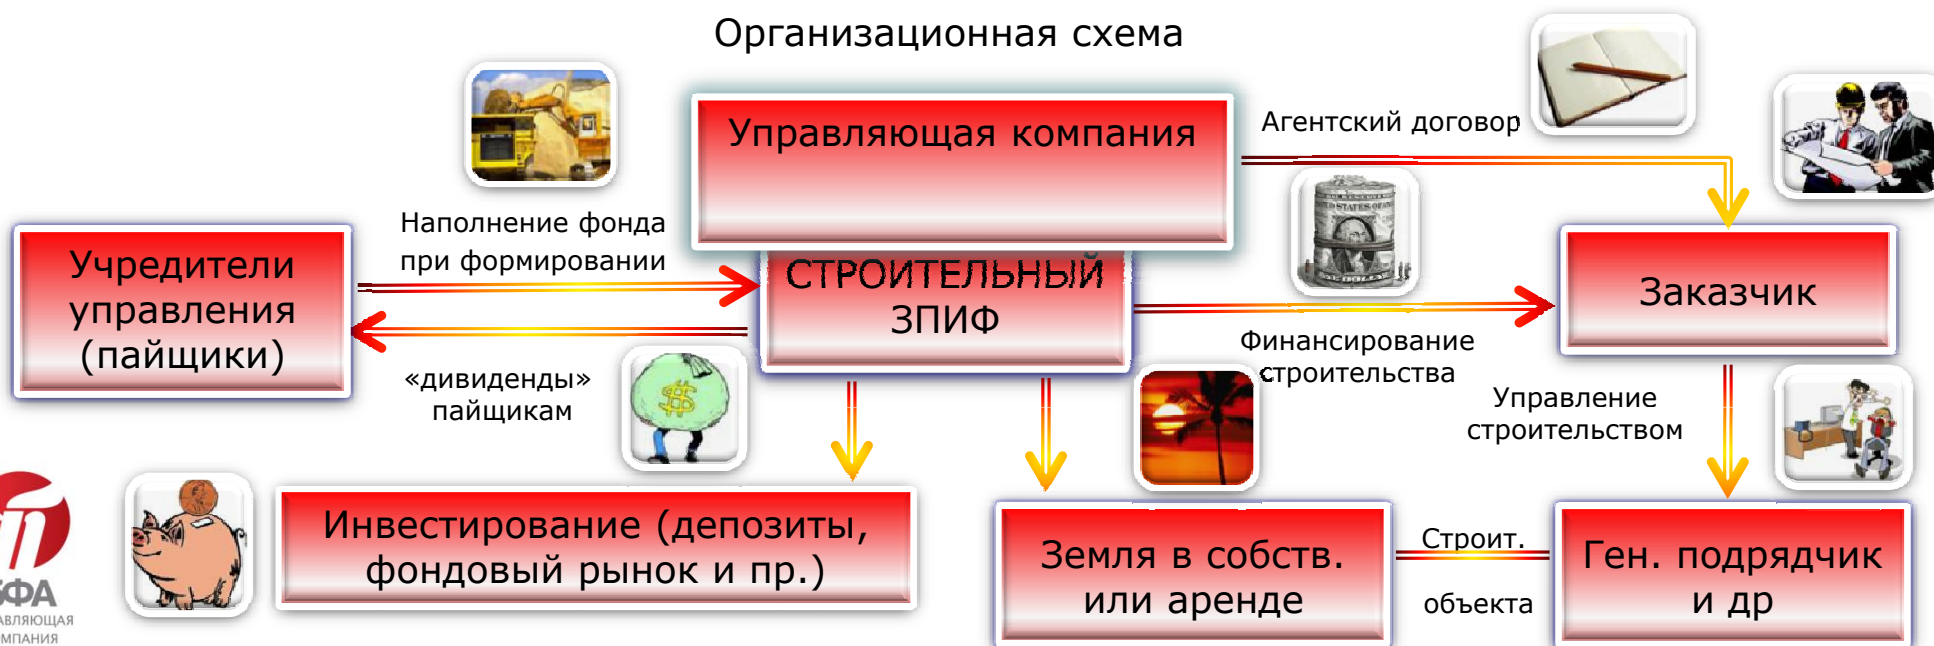 Организационная схема
Управляющая компания
Агентский договор
Наполнение фонда
при формировании
Учредители
управления
(пайщики)
СТРОИТЕЛЬНЫЙ
ЗПИФ
Заказчик
«дивиденды»
пайщикам
Финансирование
строительства
Управление
строительством
Инвестирование (депозиты,
фондовый рынок и пр.)
Земля в собств.
или аренде
Строит.
объекта
Ген. подрядчик
и др